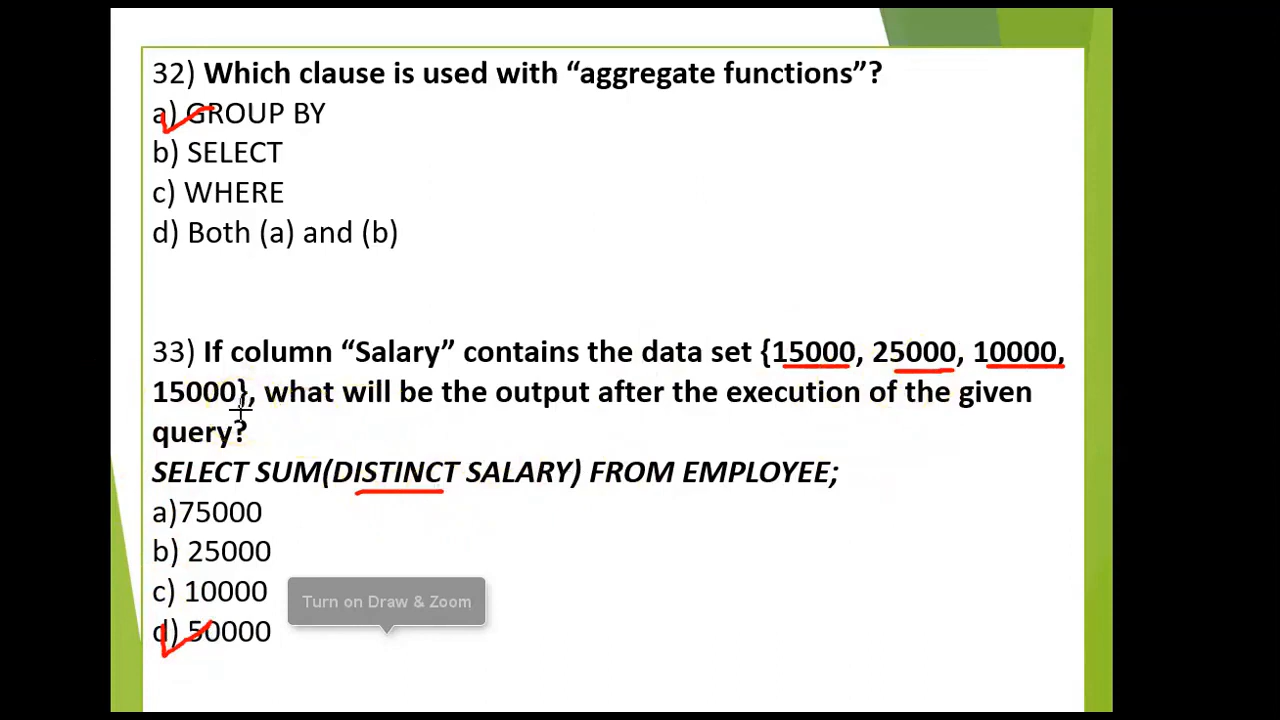 32) Which clause is used with “aggregate functions”?
a) GROUP BY
b) SELECT
c) WHERE
d) Both (a) and (b)
33) If column “Salary” contains the data set {15000, 25000, 10000,
15000}, what will be the output after the execution of the given
query?
SELECT SUM(DISTINCT SALARY) FROM EMPLOYEE;
a)75000
b) 25000
c) 10000
Turn on Draw & Zoom
d) 50000